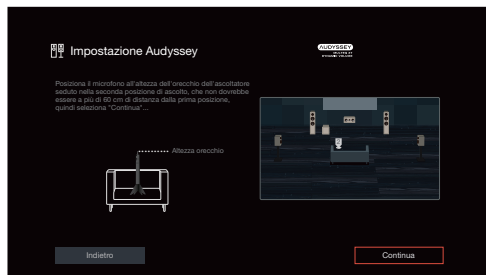 Impostazione Audyssey
AUDYSSEY
DYNAMIC VOLUME
Posiziona il microfono all'altezza dell'orecchio dell'ascoltatore
seduto nella seconda posizione di ascolto, che non dovrebbe
essere a più di 60 cm di distanza dalla prima posizione,
quindi seleziona "Continua"...
Altezza orecchio
Indietro
Continua